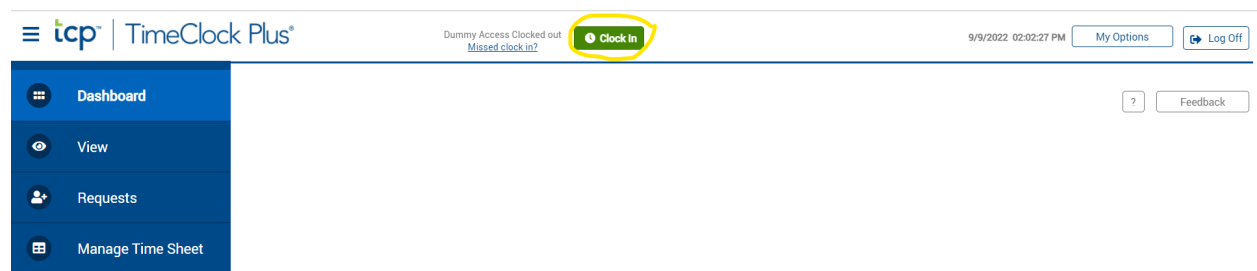 tcp™ | TimeClock Plus®
Dummy Access Clocked out
Missed clock in?
Clock In
9/9/2022 02:02:27 PM
My Options
Log Off
Dashboard
?
Feedback
View
Requests
Manage Time Sheet